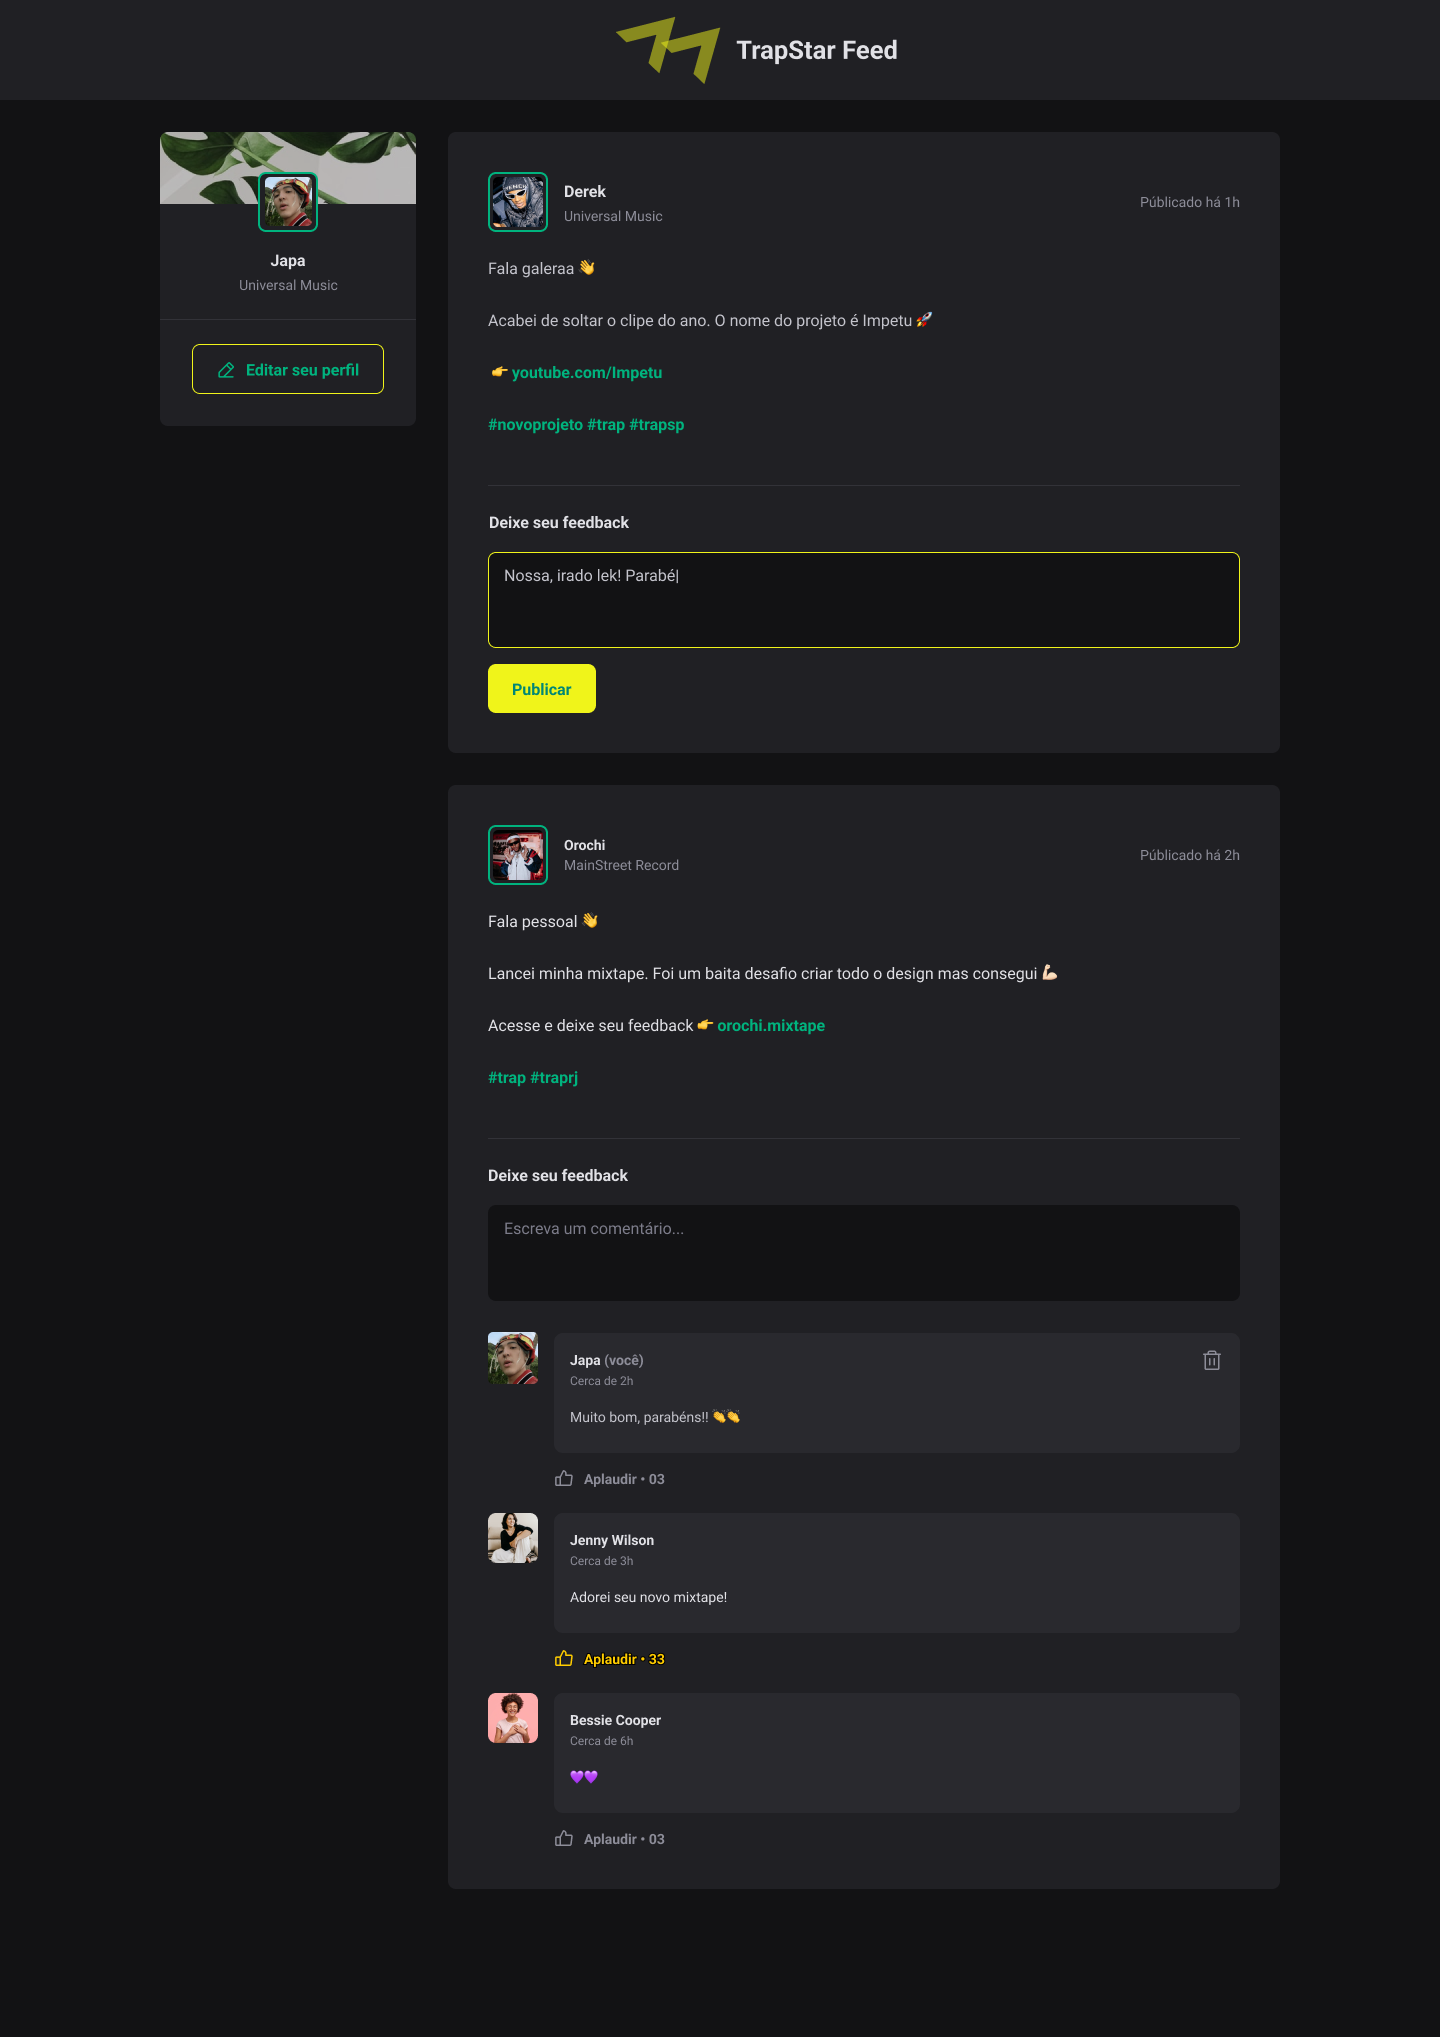 TrapStar Feed
Japa
Universal Music
Editar seu perfil
Derek
Universal Music
Públicado há 1h
Fala galeraa 👋
Acabei de soltar o clipe do ano. O nome do projeto é Impetu 🚀
👉 youtube.com/Impetu
#novoprojeto #trap #trapsp
Deixe seu feedback
Nossa, irado lek! Parabé|
Publicar
Orochi
MainStreet Record
Públicado há 2h
Fala pessoal 👋
Lancei minha mixtape. Foi um baita desafio criar todo o design mas consegui 💪🏻
Acesse e deixe seu feedback 👉 orochi.mixtape
#trap #traprj
Deixe seu feedback
Escreva um comentário...
Japa (você)
Cerca de 2h
Muito bom, parabéns!! 👏👏
Aplaudir • 03
Jenny Wilson
Cerca de 3h
Adorei seu novo mixtape!
Aplaudir • 33
Bessie Cooper
Cerca de 6h
💜💜
Aplaudir • 03